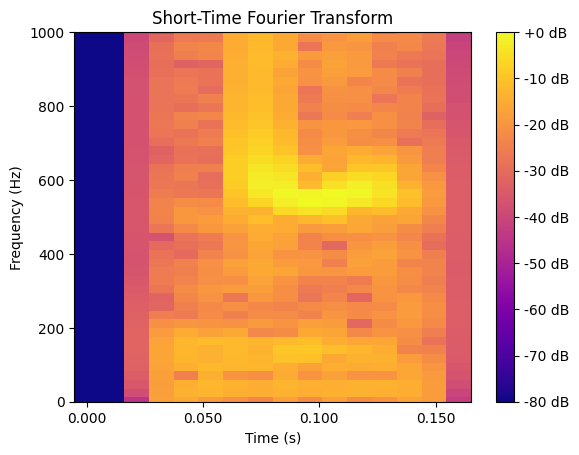 Short-Time Fourier Transform
Frequency (Hz)
1000
800
600
400
200
0
0.000
0.050
0.100
0.150
Time (s)
+0 dB
-10 dB
-20 dB
-30 dB
-40 dB
-50 dB
-60 dB
-70 dB
-80 dB